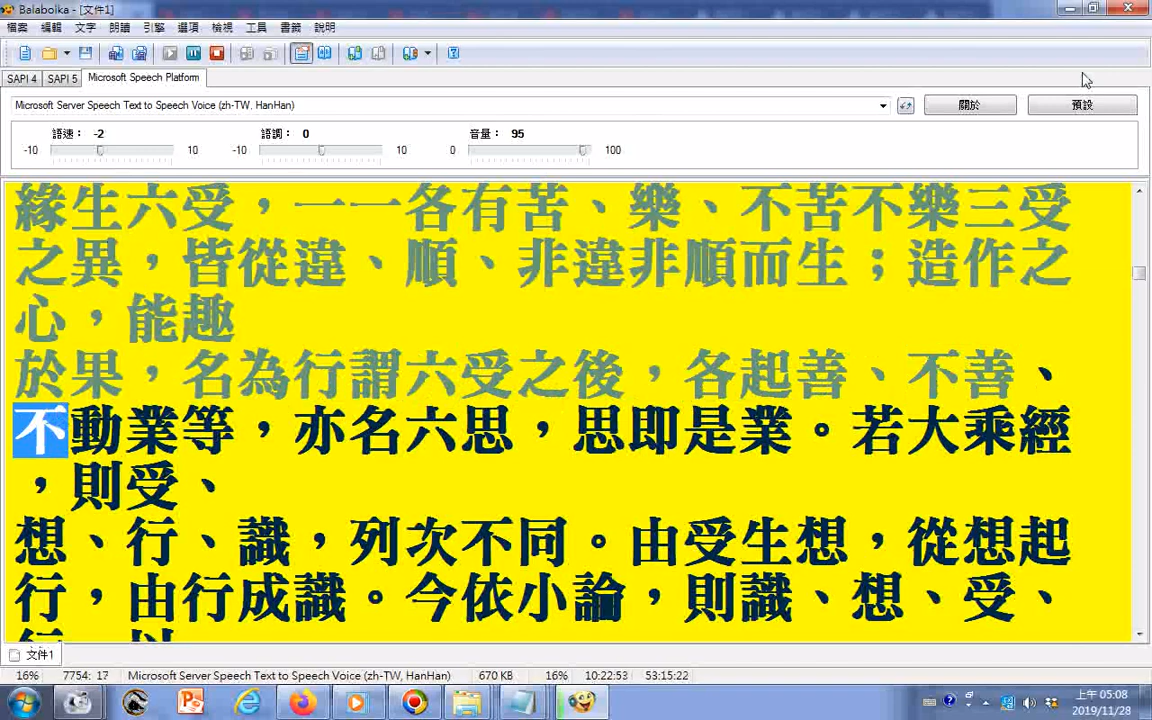 Balabolka - [文件1]
檔案 編輯 文字 朗讀 引擎 選項 檢視 工具 書籤 說明
SAPI 4 SAPI 5 Microsoft Speech Platform
Microsoft Server Speech Text to Speech Voice (zh-TW, HanHan) 關於 預設
語速： -2 語調： 0 音量： 95
-10 10 -10 10 0 100
緣生六受，一一各有苦、樂、不苦不樂三受
之異，皆從違、順、非違非順而生；造作之
心，能趣
於果，名為行謂六受之後，各起善、不善、
不動業等，亦名六思，思即是業。若大乘經
，則受、
想、行、識，列次不同。由受生想，從想起
行，由行成識。今依小論，則識、想、受、
文件1
16% 7754: 17 Microsoft Server Speech Text to Speech Voice (zh-TW, HanHan) 670 KB 16% 10:22:53 53:15:22
上午 05:08
2019/11/28